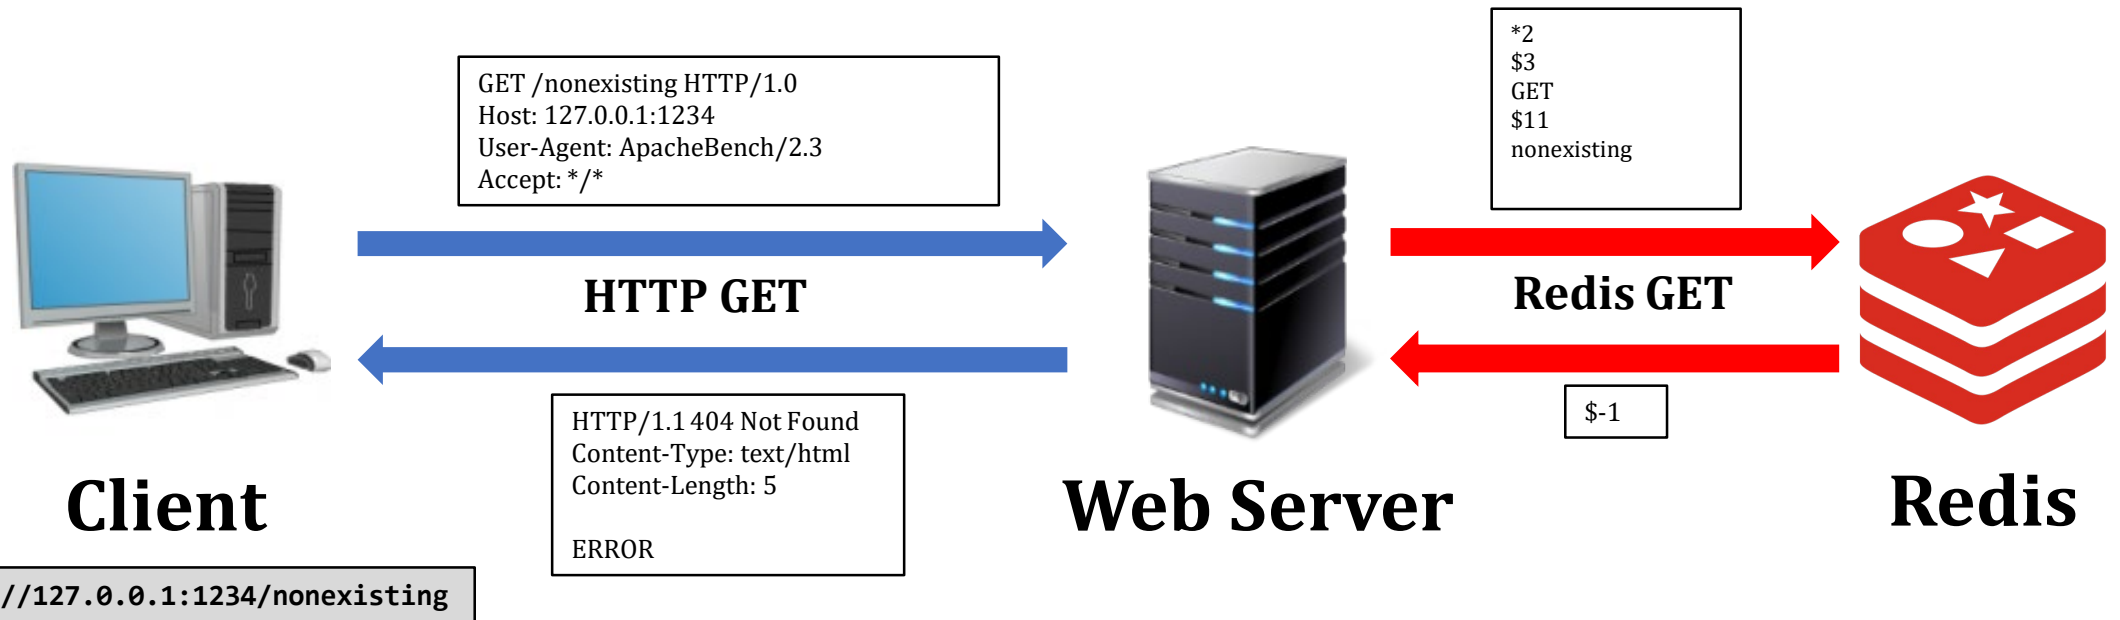 GET /nonexisting HTTP/1.0
Host: 127.0.0.1:1234
User-Agent: ApacheBench/2.3
Accept: */*
HTTP GET
HTTP/1.1 404 Not Found
Content-Type: text/html
Content-Length: 5
ERROR
*2
$3
GET
$11
nonexisting
Redis GET
$-1
Client
Web Server
Redis
//127.0.0.1:1234/nonexisting